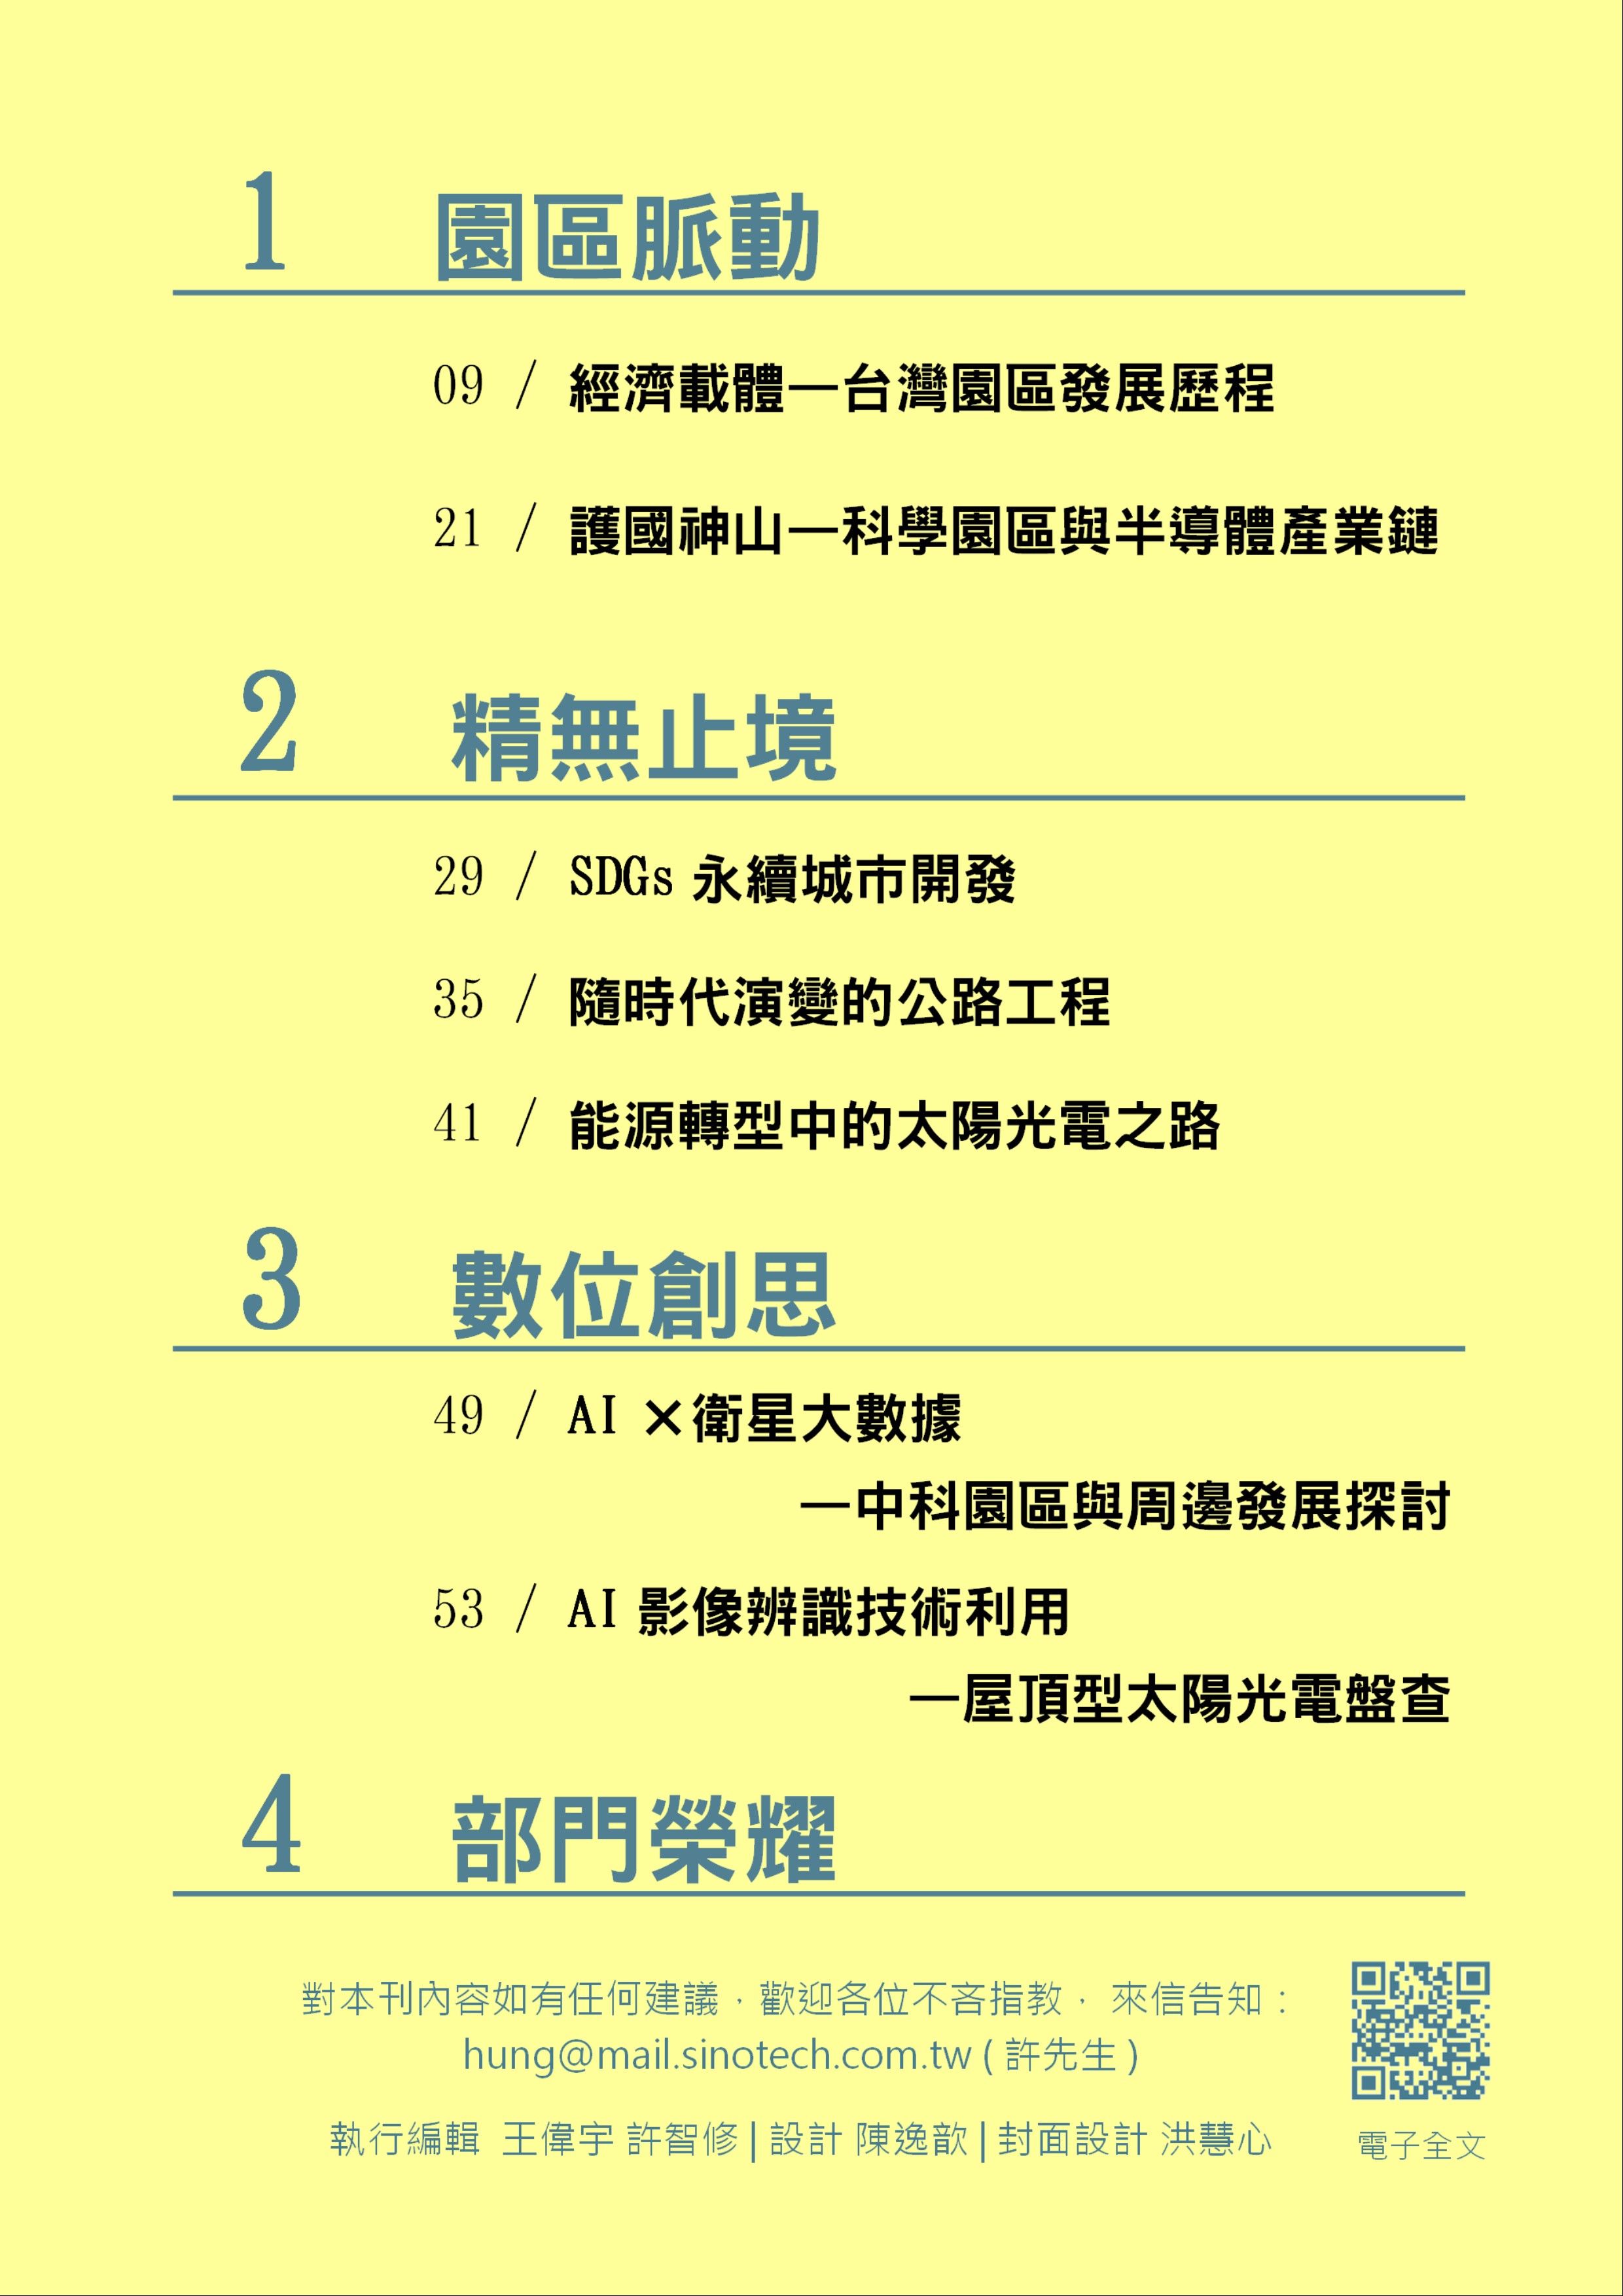 1 園區脈動
09 / 經濟載體—台灣園區發展歷程
21 / 護國神山—科學園區與半導體產業鏈
2 精無止境
29 / SDGs 永續城市開發
35 / 隨時代演變的公路工程
41 / 能源轉型中的太陽光電之路
3 數位創思
49 / AI ×衛星大數據
—中科園區與周邊發展探討
53 / AI 影像辨識技術利用
—屋頂型太陽光電盤查
4 部門榮耀
對本刊內容如有任何建議，歡迎各位不吝指教， 來信告知：
hung@mail.sinotech.com.tw ( 許先生 )
執行編輯 王偉宇 許智修 | 設計 陳逸歆 | 封面設計 洪慧心
電子全文